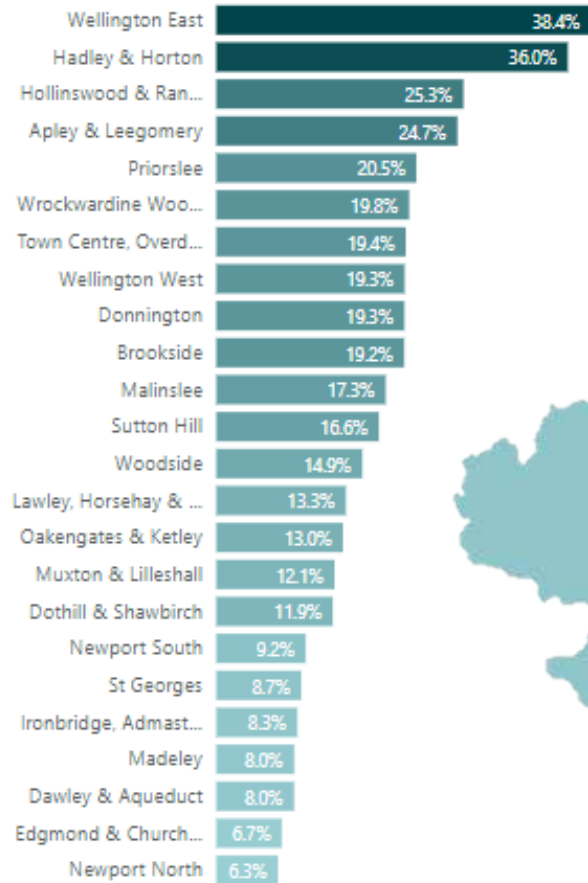 Wellington East 38.4%
Hadley & Horton 36.0%
Hollinswood & Ran... 25.3%
Apley & Leegomery 24.7%
Priorslee 20.5%
Wrockwardine Woo... 19.8%
Town Centre, Overd... 19.4%
Wellington West 19.3%
Donnington 19.3%
Brookside 19.2%
Malinslee 17.3%
Sutton Hill 16.6%
Woodside 14.9%
Lawley, Horsehay & ... 13.3%
Oakengates & Ketley 13.0%
Muxton & Lilleshall 12.1%
Dothill & Shawbirch 11.9%
Newport South 9.2%
St Georges 8.7%
Ironbridge, Admast... 8.3%
Madeley 8.0%
Dawley & Aqueduct 8.0%
Edgmond & Church... 6.7%
Newport North 6.3%